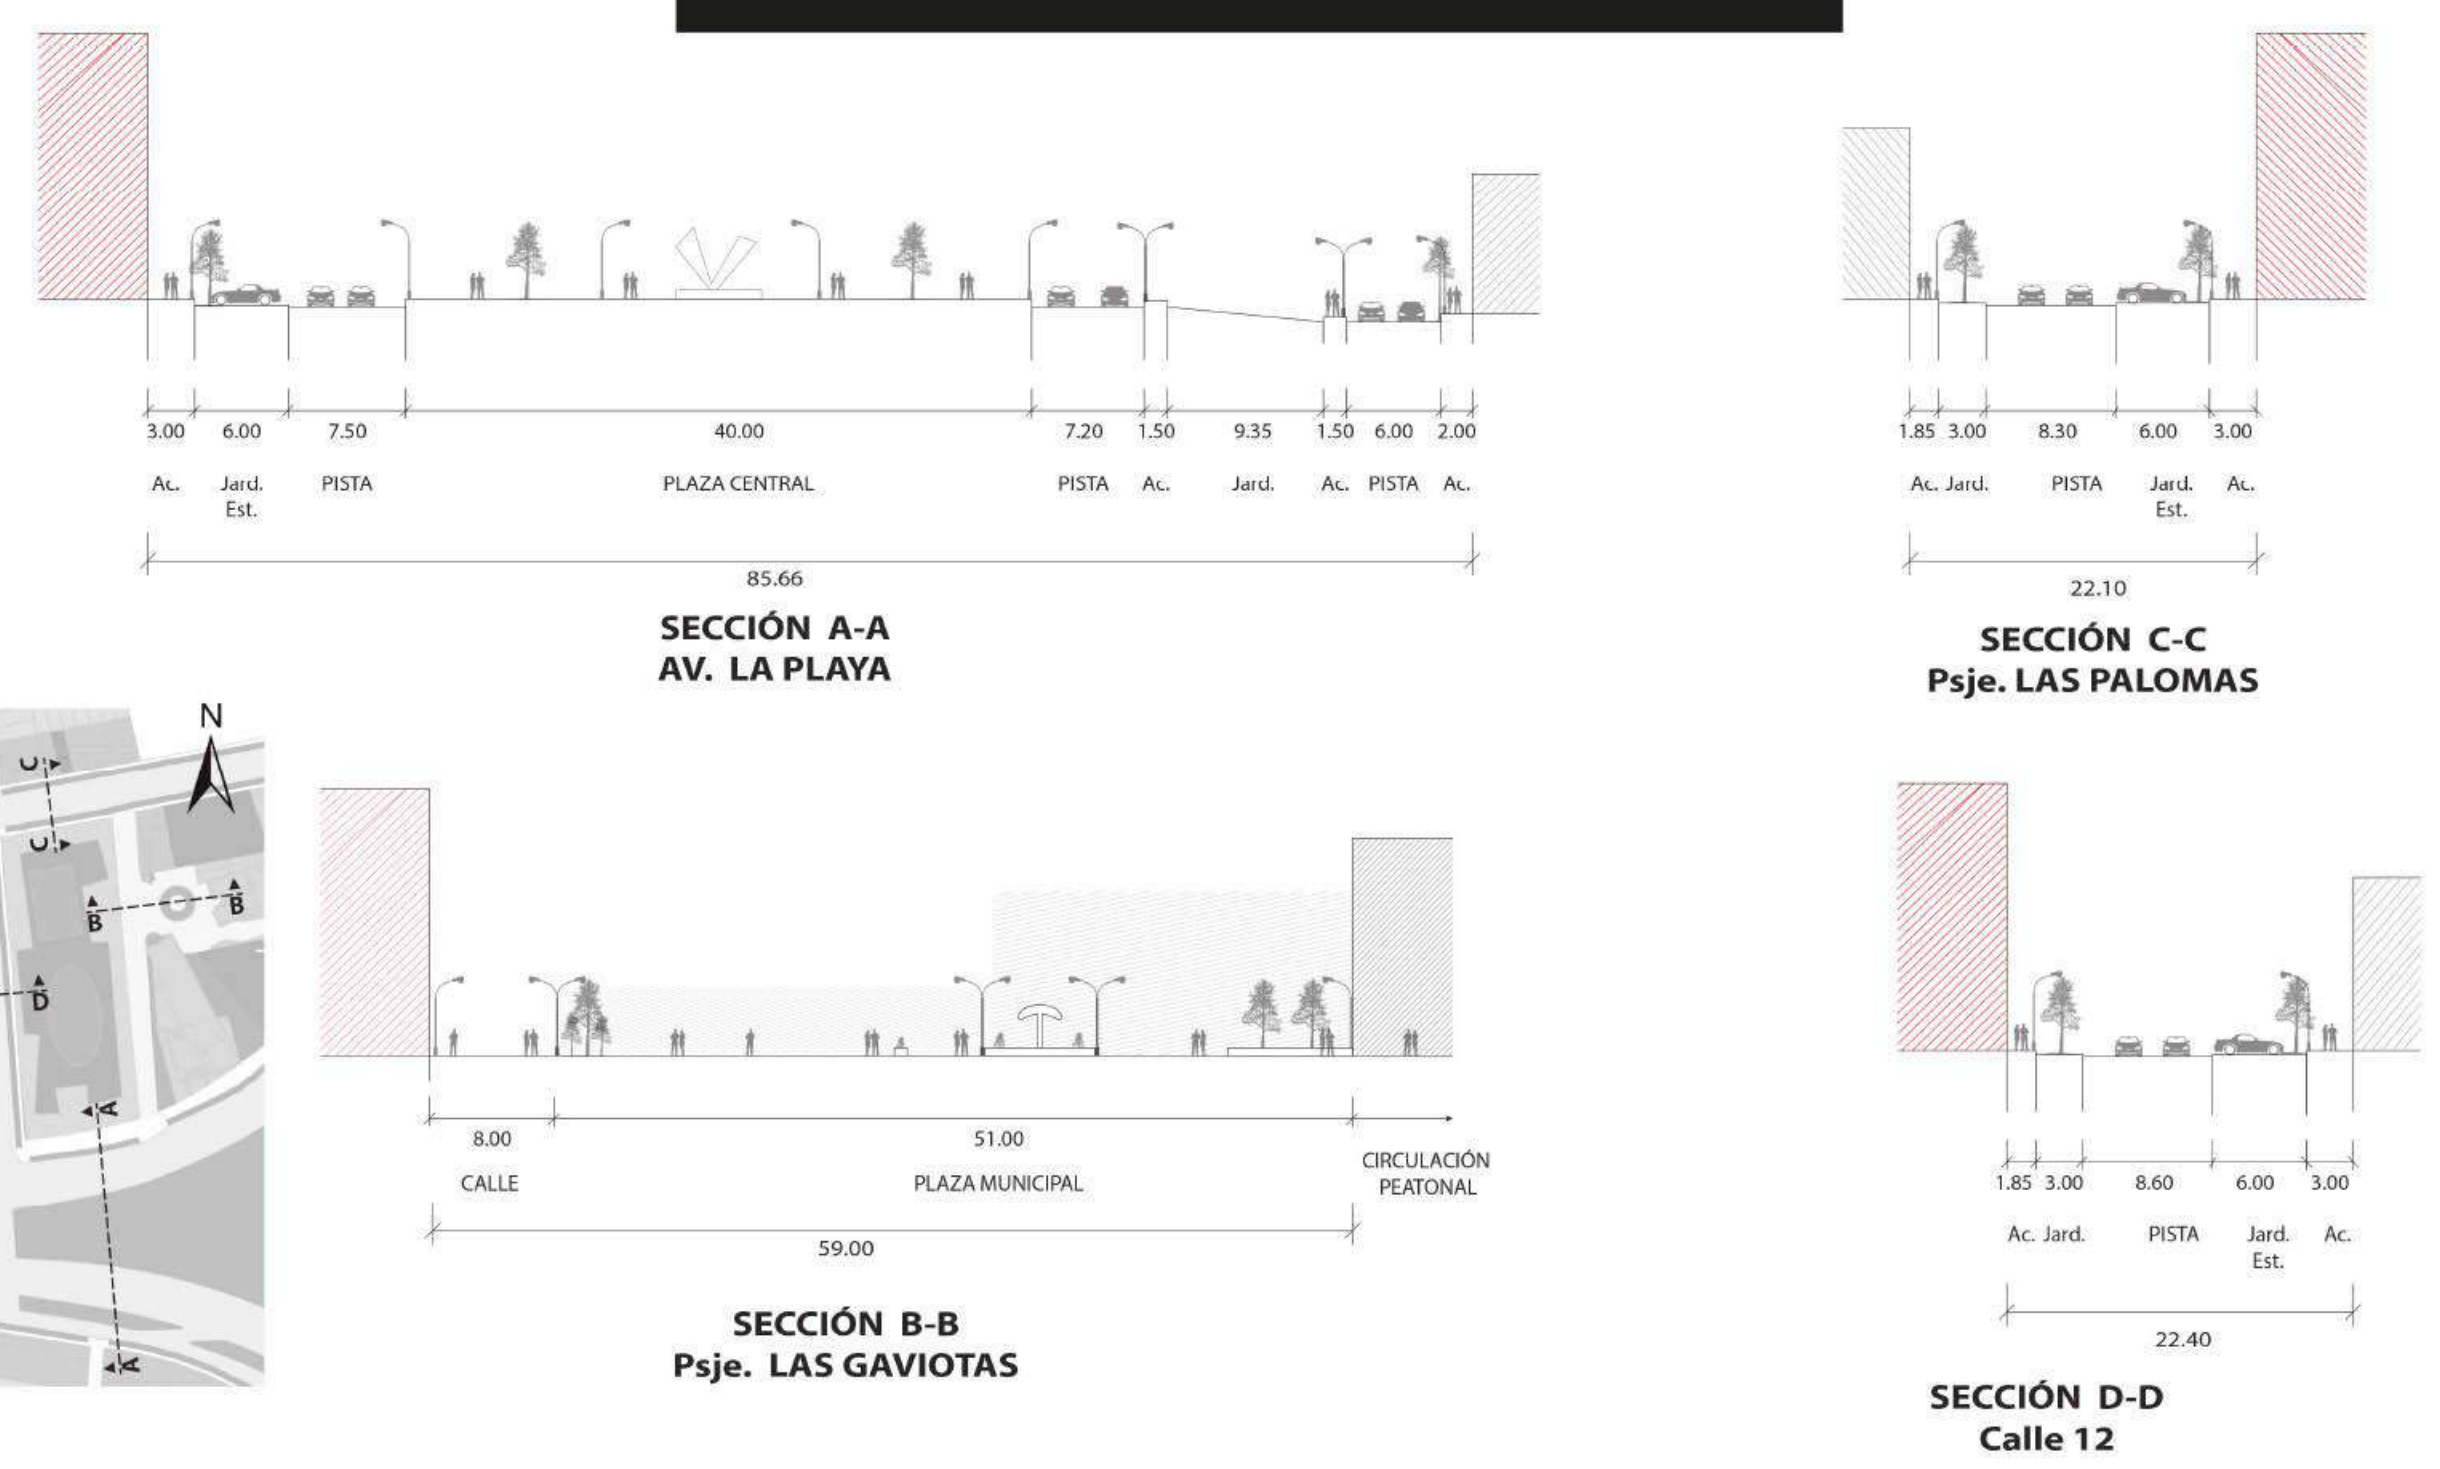 3.00 6.00 7.50 40.00 7.20 1.50 9.35 1.50 6.00 2.00
Ac. Jard. PISTA PLAZA CENTRAL PISTA Ac. Jard. Ac. PISTA Ac.
Est.
85.66
SECCIÓN A-A
AV. LA PLAYA
1.85 3.00 8.30 6.00 3.00
Ac. Jard. PISTA Jard. Ac.
Est.
22.10
SECCIÓN C-C
Psje. LAS PALOMAS
N
C
C
B
B
D
A
A
8.00 51.00
CALLE PLAZA MUNICIPAL
CIRCULACIÓN
PEATONAL
59.00
SECCIÓN B-B
Psje. LAS GAVIOTAS
1.85 3.00 8.60 6.00 3.00
Ac. Jard. PISTA Jard. Ac.
Est.
22.40
SECCIÓN D-D
Calle 12